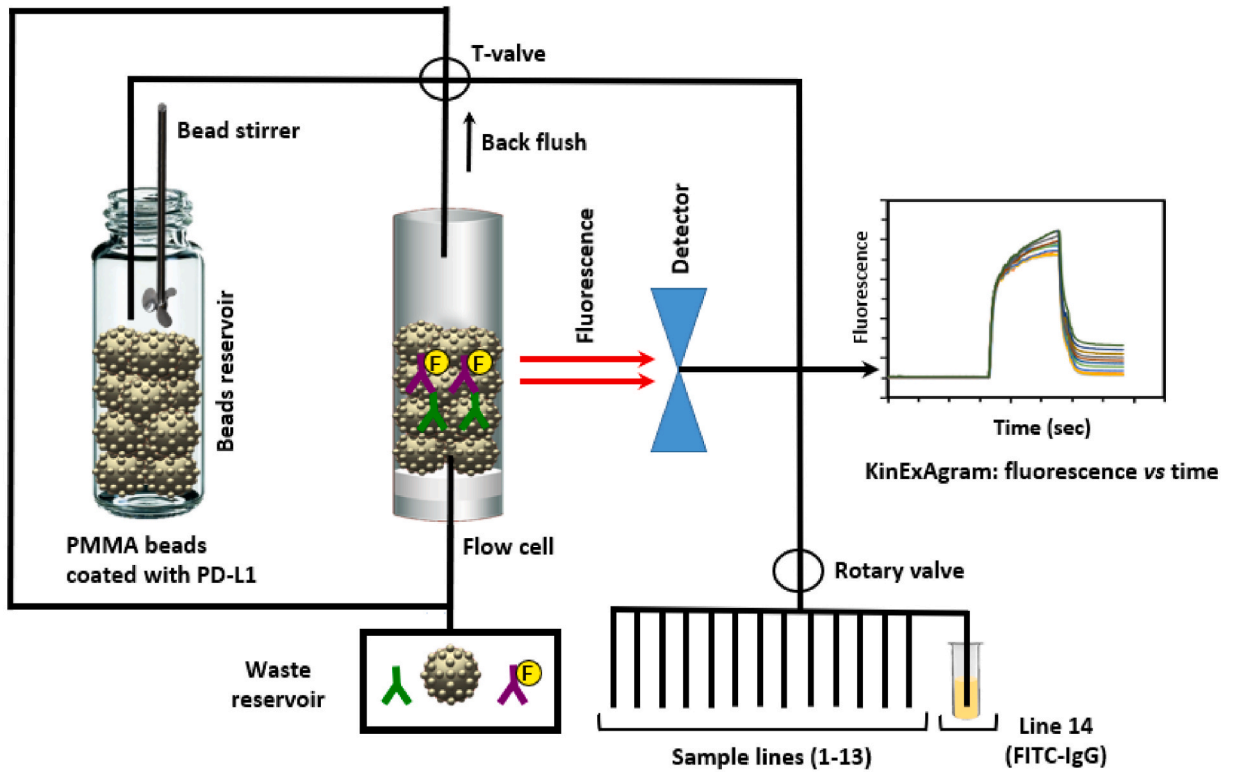 T-valve
Bead stirrer
Back flush
Beads reservoir
Fluorescence
Detector
Fluorescence
Time (sec)
KinExAgram: fluorescence vs time
F
F
PMMA beads
coated with PD-L1
Flow cell
Rotary valve
Waste
reservoir
F
Sample lines (1-13)
Line 14
(FITC-IgG)